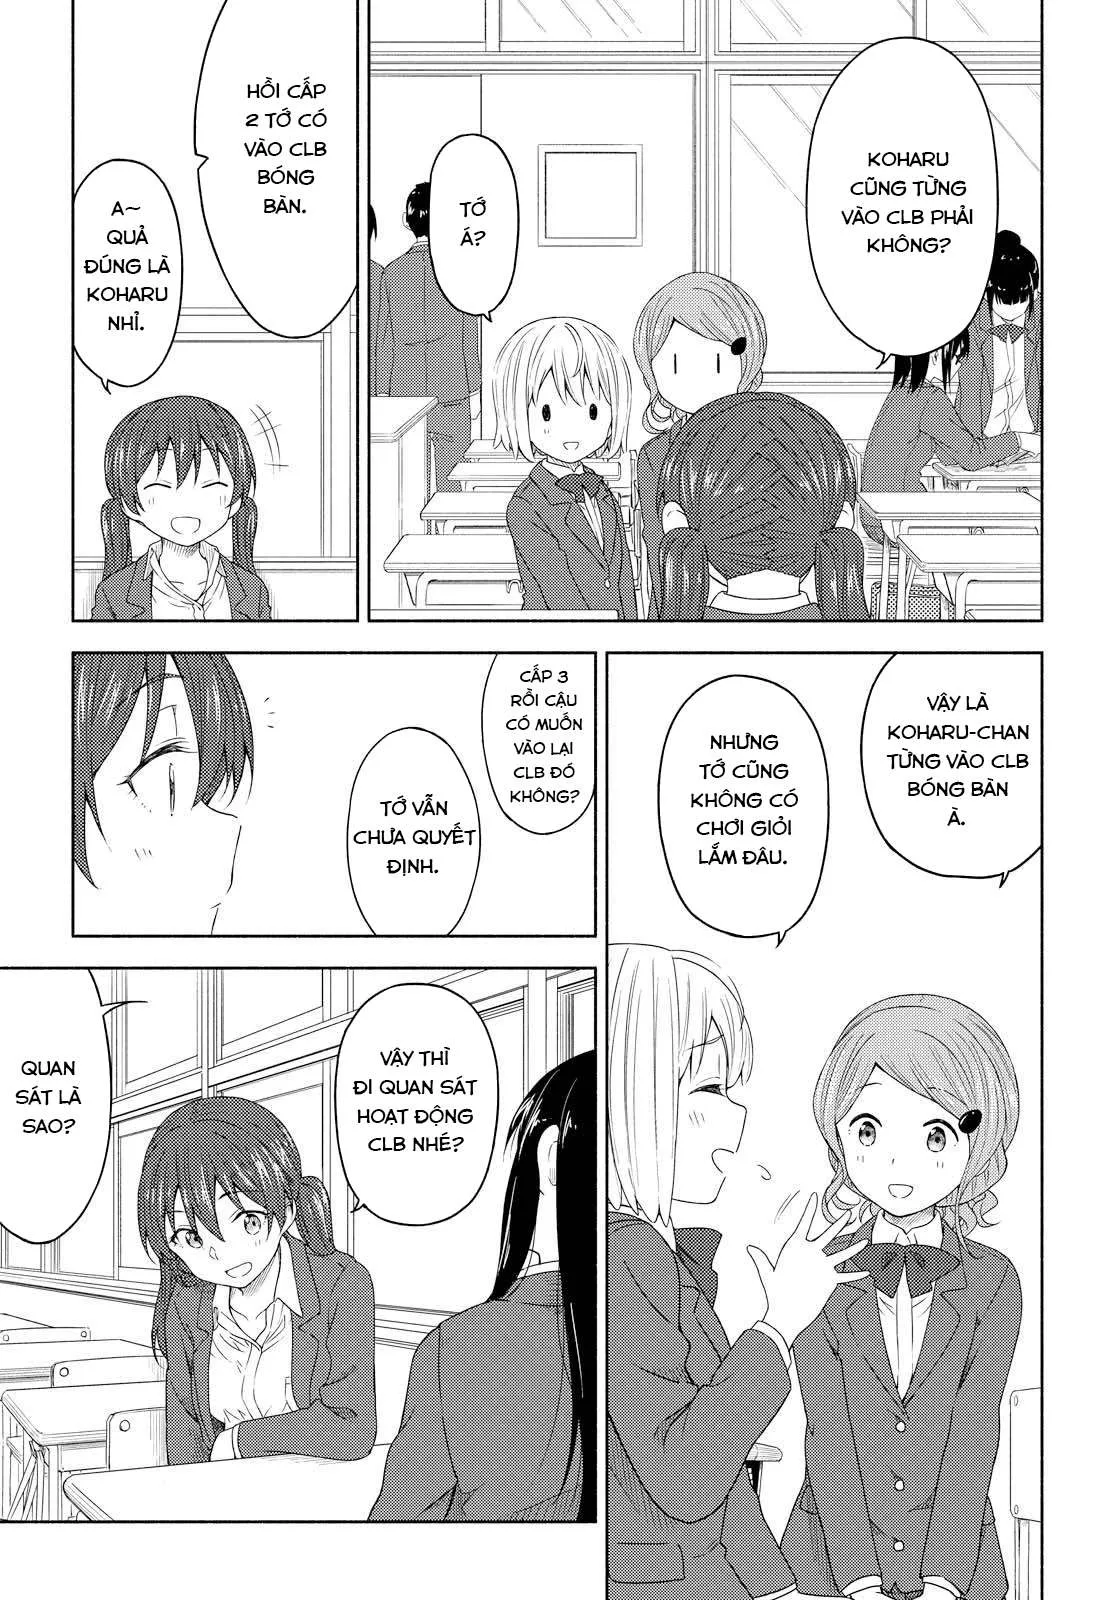 KOHARU
CŨNG TỪNG
VÀO CLB PHẢI
KHÔNG?
TỚ
Á?
HỒI CẤP
2 TỚ CÓ
VÀO CLB
BÓNG
BÀN.
A~
QUẢ
ĐÚNG LÀ
KOHARU
NHỈ.
VẬY LÀ
KOHARU-CHAN
TỪNG VÀO CLB
BÓNG BÀN
À.
NHƯNG
TỚ CŨNG
KHÔNG CÓ
CHƠI GIỎI
LẮM ĐÂU.
CẤP 3
RỒI CẬU
CÓ MUỐN
VÀO LẠI
CLB ĐÓ
KHÔNG?
TỚ VẪN
CHƯA QUYẾT
ĐỊNH.
VẬY THÌ
ĐI QUAN SÁT
HOẠT ĐỘNG
CLB NHÉ?
QUAN
SÁT LÀ
SAO?